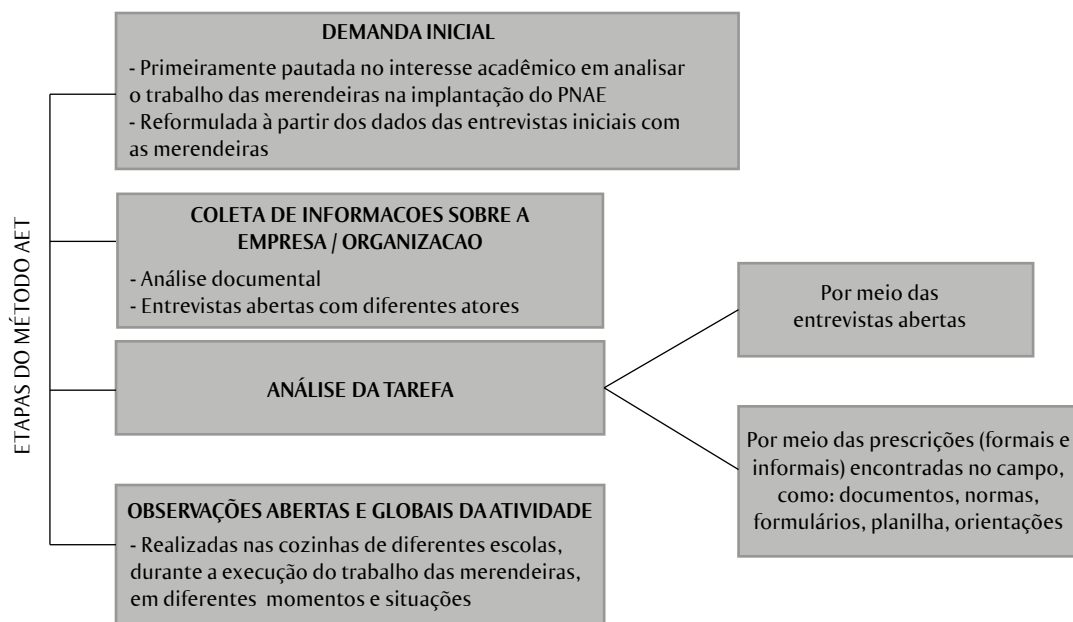 ETAPAS DO MÉTODO AET
DEMANDA INICIAL
- Primeiramente pautada no interesse acadêmico em analisar
o trabalho das merendeiras na implantação do PNAE
- Reformulada à partir dos dados das entrevistas iniciais com
as merendeiras
COLETA DE INFORMACOES SOBRE A
EMPRESA / ORGANIZACAO
- Análise documental
- Entrevistas abertas com diferentes atores
ANÁLISE DA TAREFA
Por meio das
entrevistas abertas
Por meio das prescrições (formais e
informais) encontradas no campo,
como: documentos, normas,
formulários, planilha, orientações
OBSERVAÇÕES ABERTAS E GLOBAIS DA ATIVIDADE
- Realizadas nas cozinhas de diferentes escolas,
durante a execução do trabalho das merendeiras,
em diferentes momentos e situações